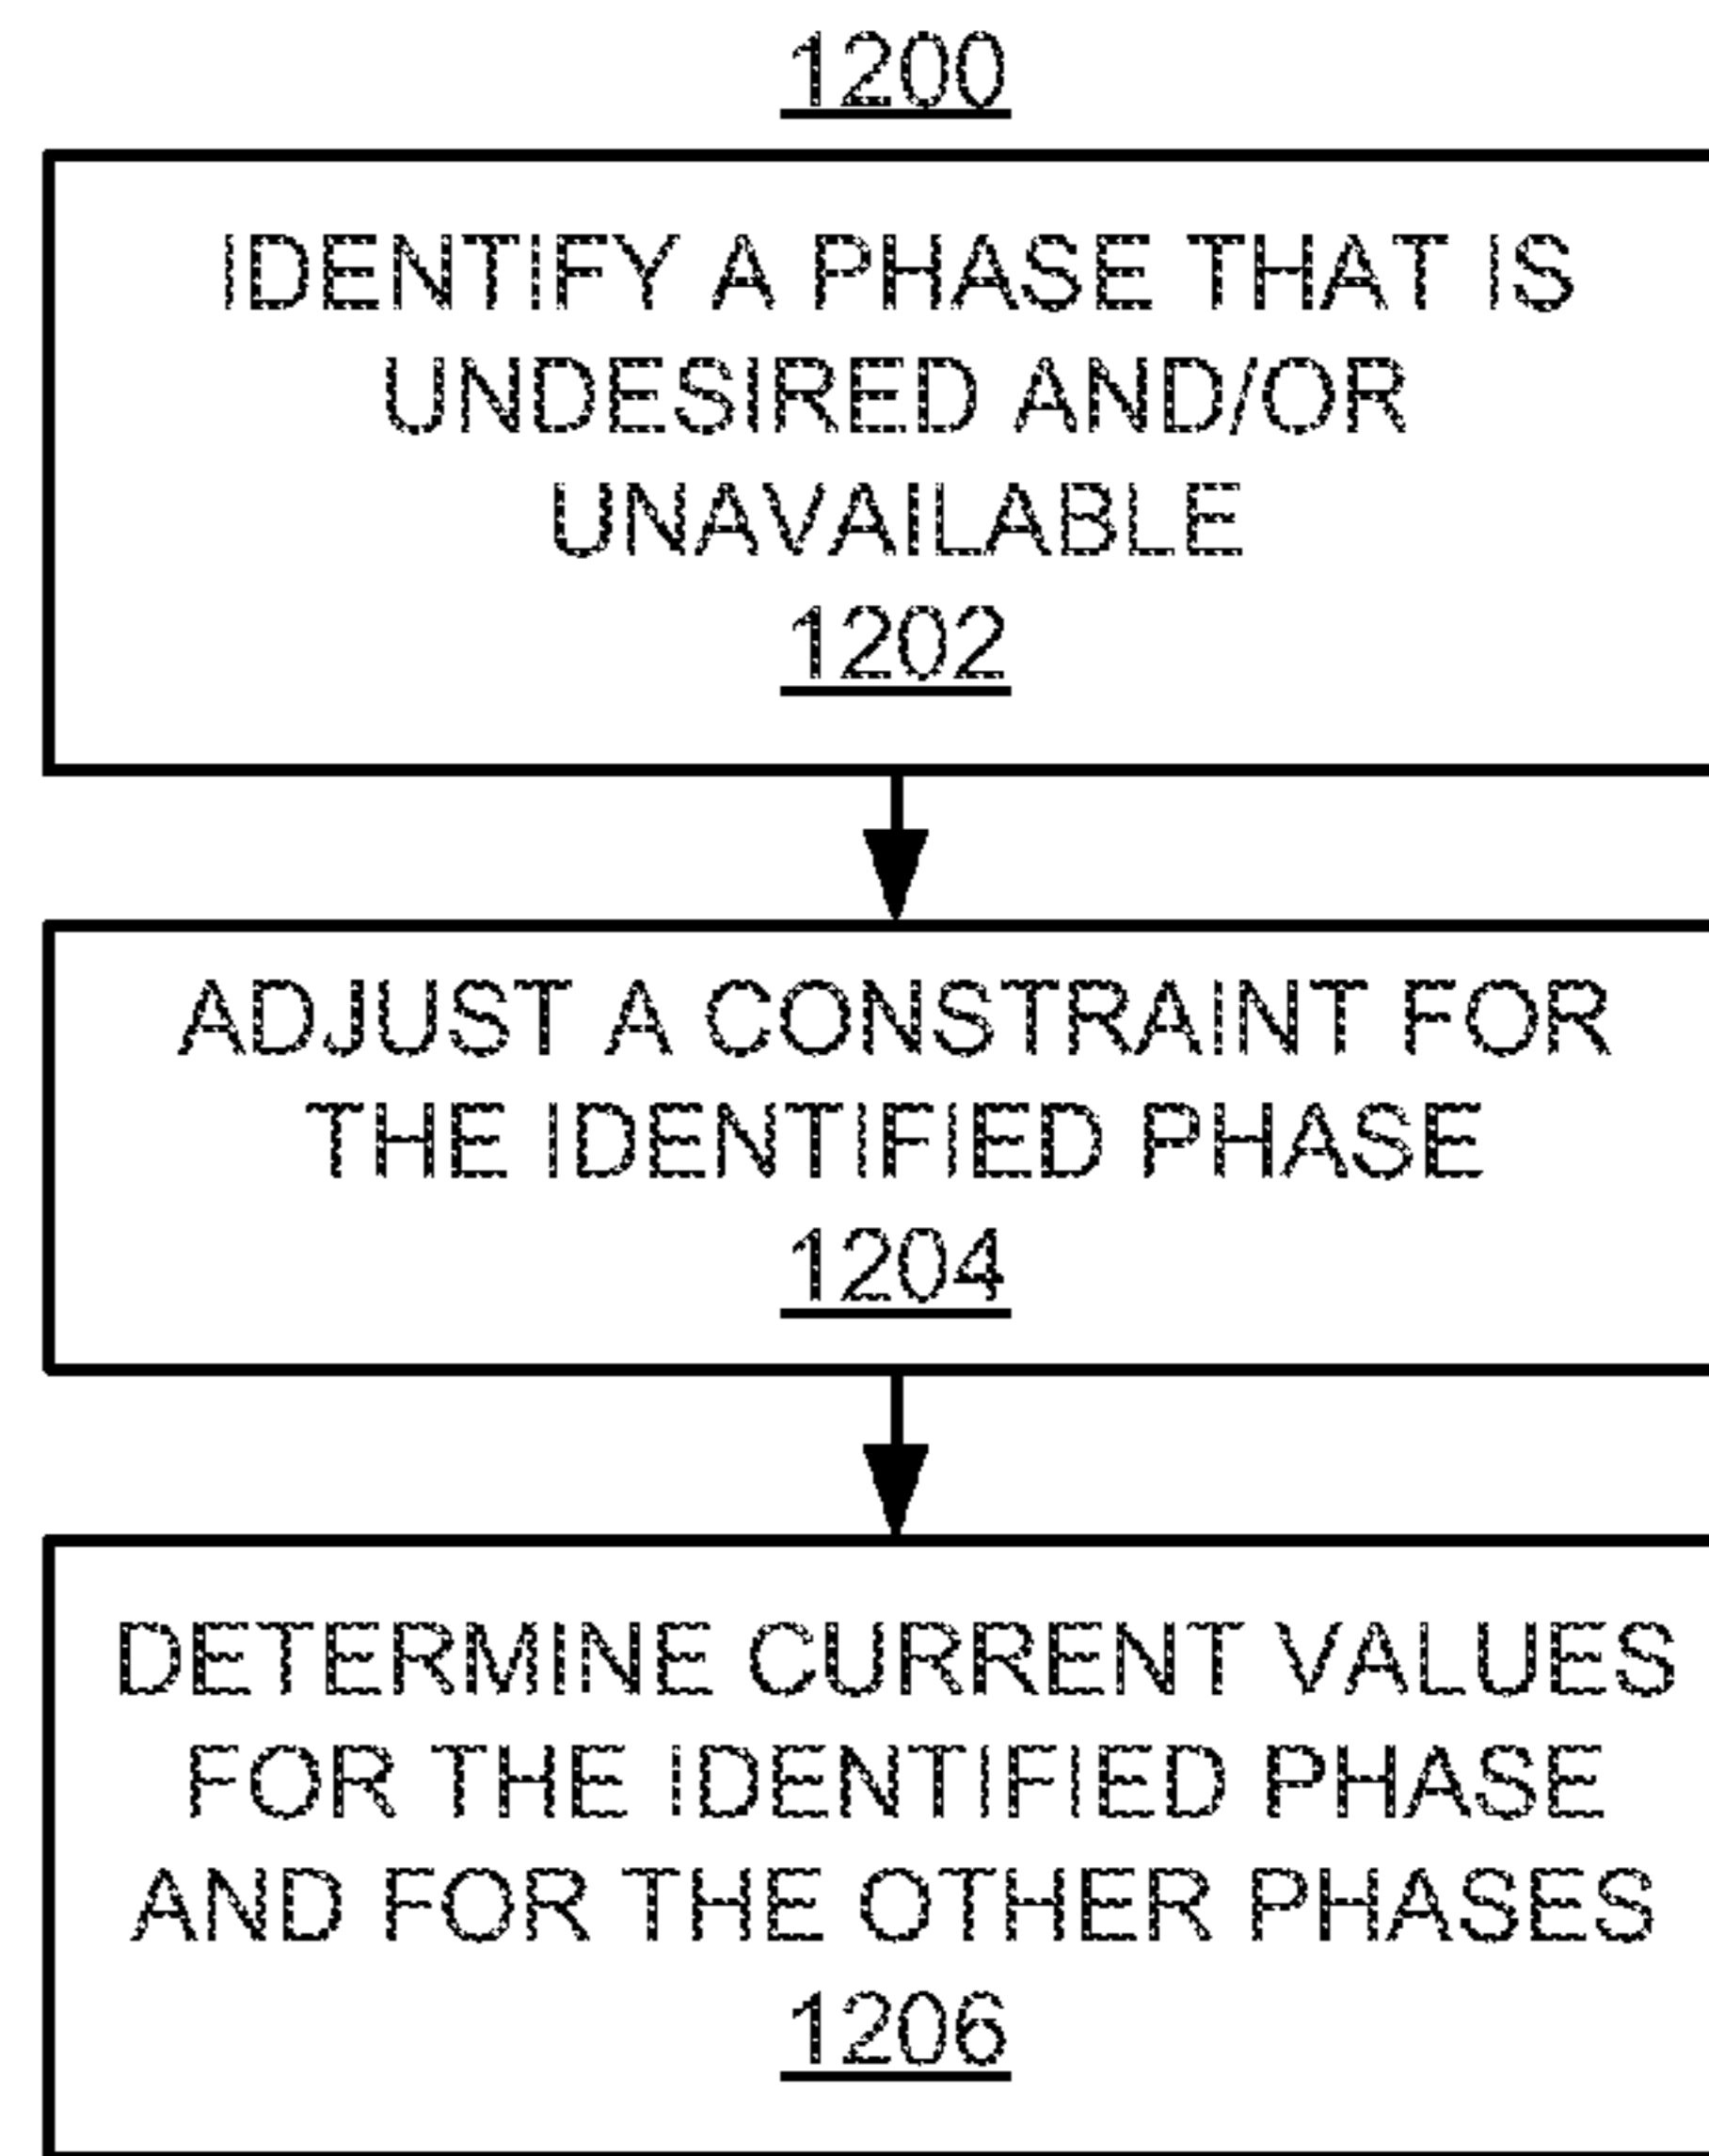 1200
IDENTIFY A PHASE THAT IS
UNDESIRED AND/OR
UNAVAILABLE
1202
ADJUST A CONSTRAINT FOR
THE IDENTIFIED PHASE
1204
DETERMINE CURRENT VALUES
FOR THE IDENTIFIED PHASE
AND FOR THE OTHER PHASES
1206